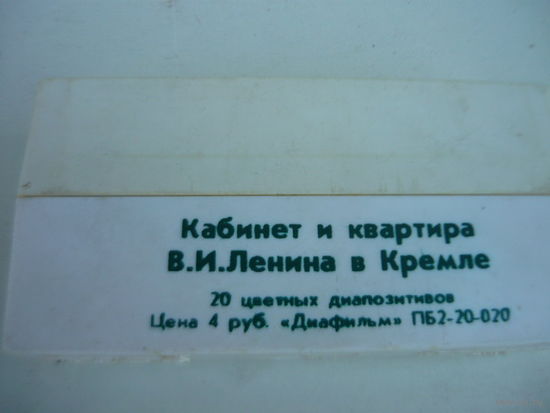 Кабинет и квартира
В.И.Ленина в Кремле
20 цветных диапозитивов
Цена 4 руб. «Диафильм» ПБ2-20-020